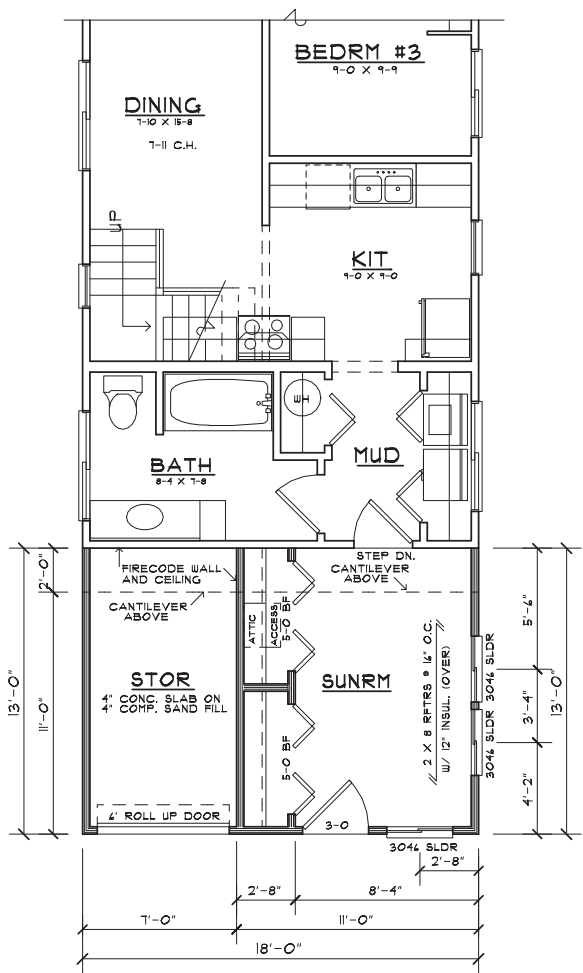 BEDRM #3
9-0 X 9-9
DINING
7-10 X 15-8
7-11 C.H.
UP
KIT
9-0 X 9-0
WH
MUD
BATH
8-4 X 7-8
STEP DN.
CANTILEVER
ABOVE
FIRECODE WALL
AND CEILING
CANTILEVER
ABOVE
2'-0"
13'-0"
11'-0"
ATTIC
ACCESS
5-0 BF
5-0 BF
STOR
4" CONC. SLAB ON
4" COMP. SAND FILL
SUNRM
2 X 8 RFTRS @ 16" O.C.
W/ 12" INSUL. (OVER)
3046 SLDR
3046 SLDR
5'-6"
3'-4"
4'-2"
13'-0"
6' ROLL UP DOOR
3-0
3046 SLDR
2'-8"
2'-8"
8'-4"
7'-0"
11'-0"
18'-0"